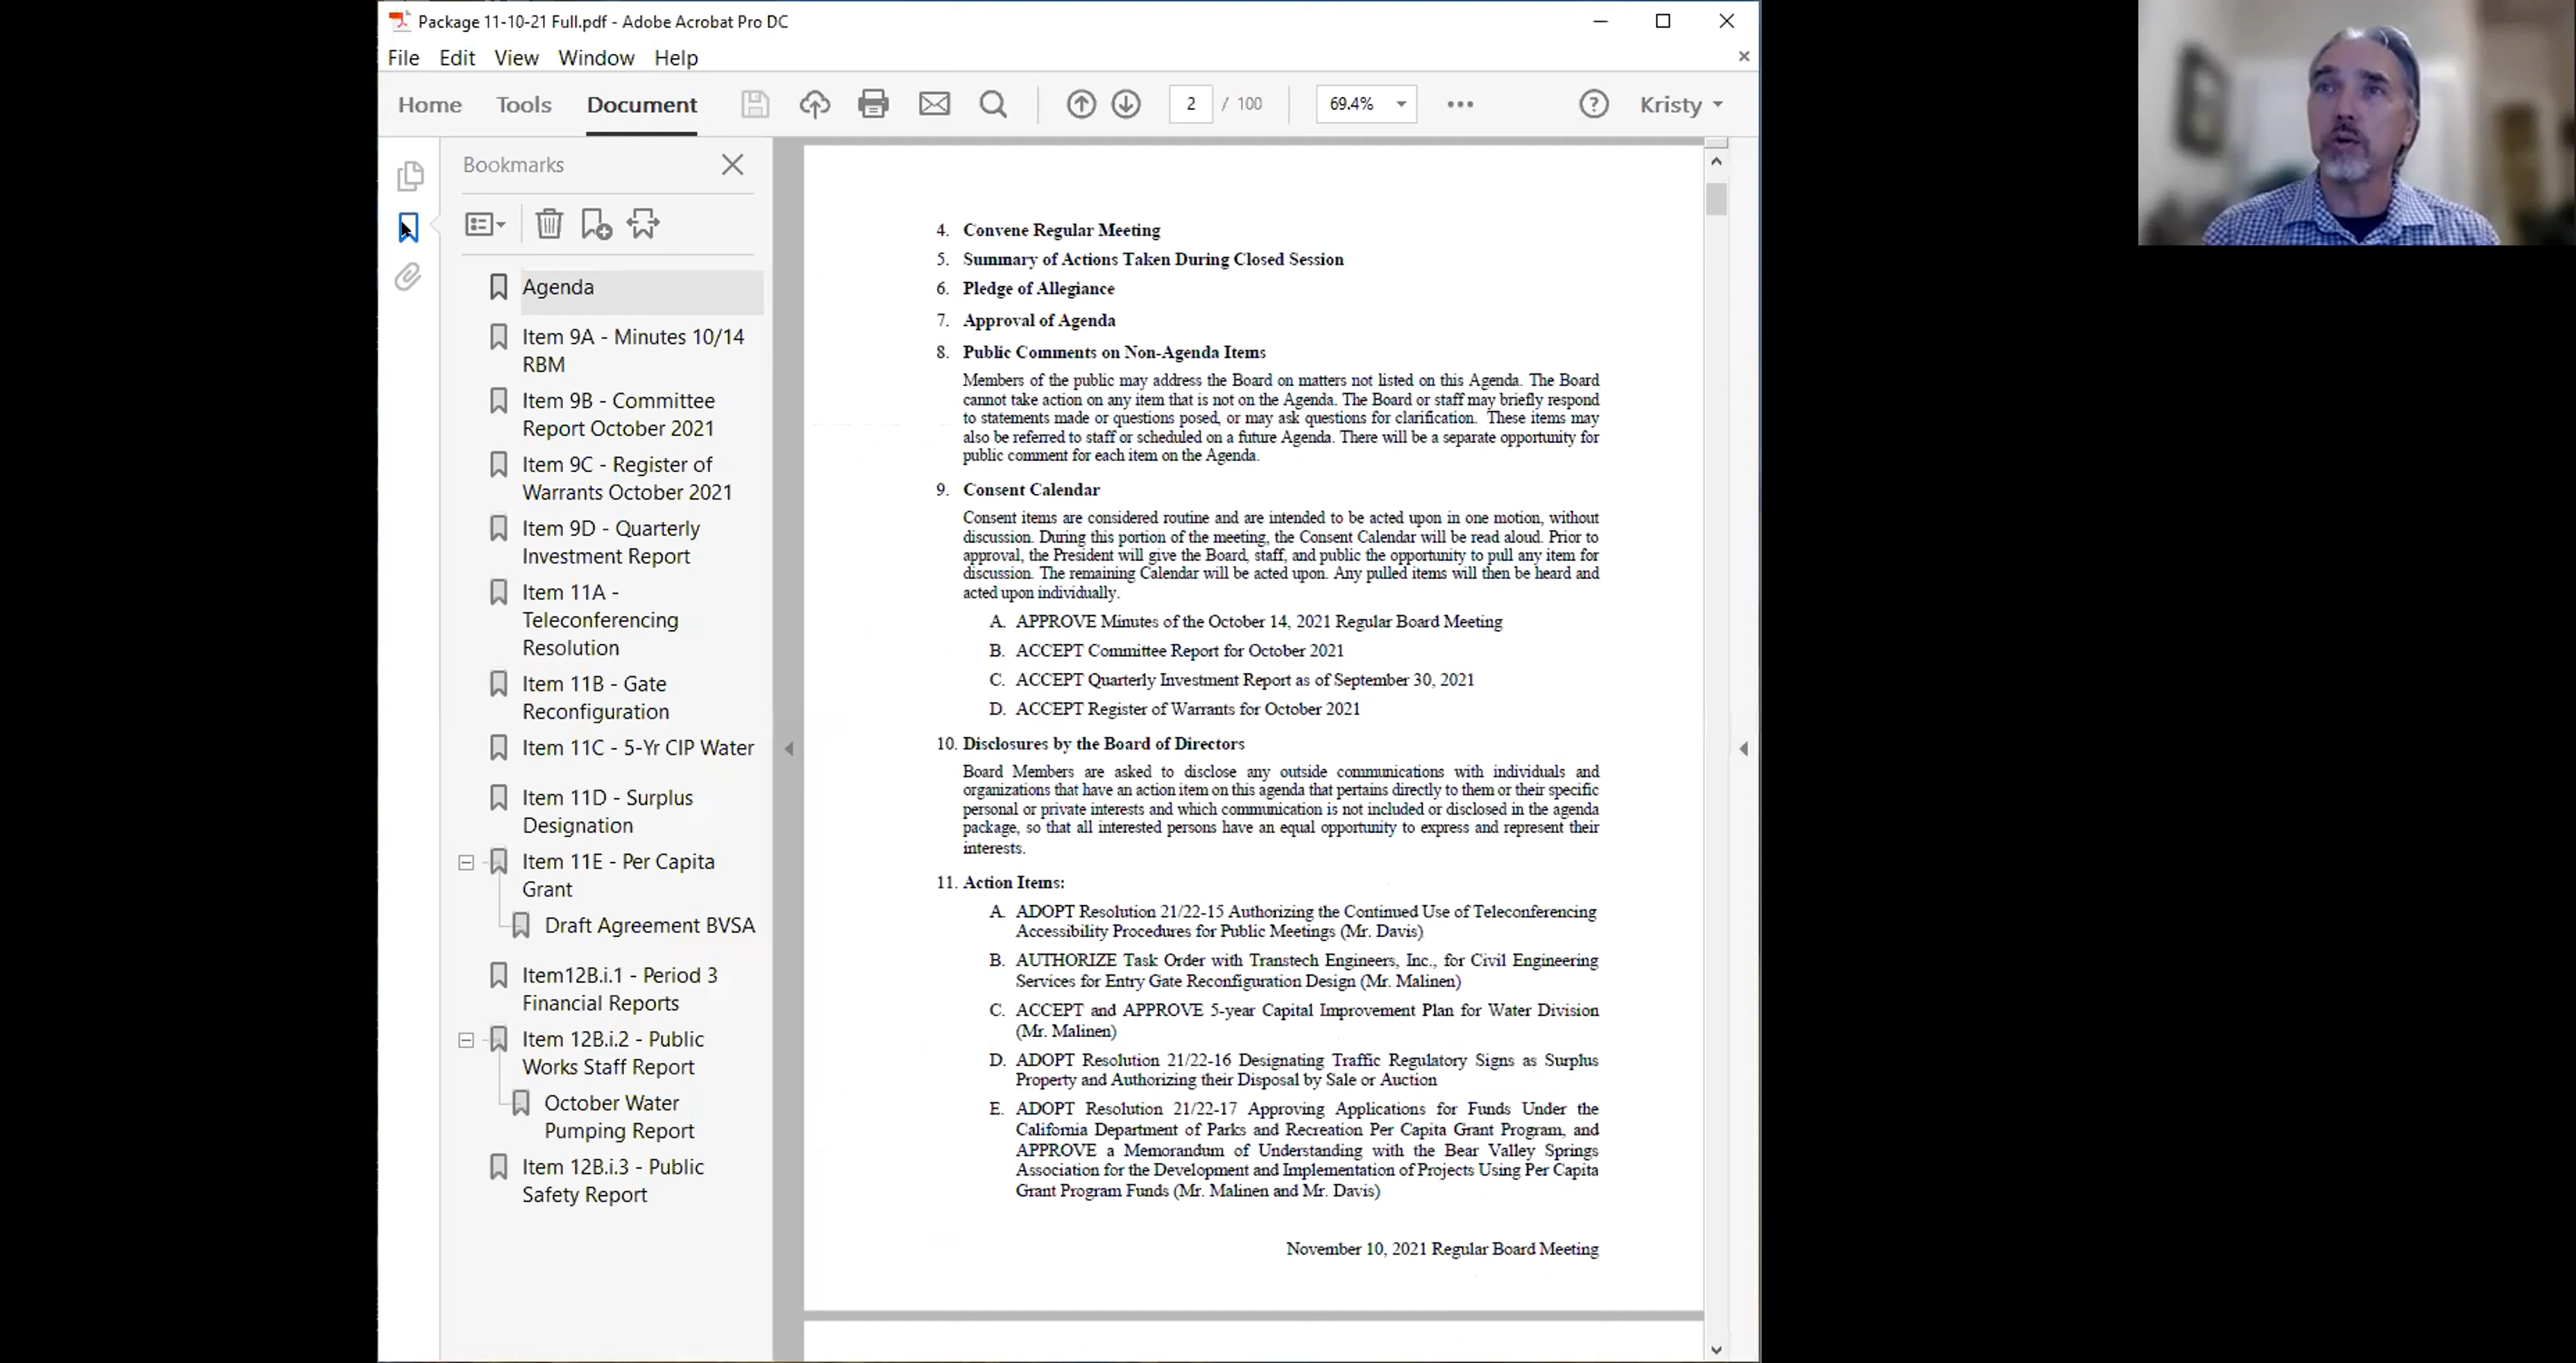 Package 11-10-21 Full.pdf - Adobe Acrobat Pro DC
File Edit View Window Help
Home Tools Document 2 / 100 69.4% Kristy
Bookmarks
Agenda
Item 9A - Minutes 10/14
RBM
Item 9B - Committee
Report October 2021
Item 9C - Register of
Warrants October 2021
Item 9D - Quarterly
Investment Report
Item 11A -
Teleconferencing
Resolution
Item 11B - Gate
Reconfiguration
Item 11C - 5-Yr CIP Water
Item 11D - Surplus
Designation
Item 11E - Per Capita
Grant
Draft Agreement BVSA
Item12B.i.1 - Period 3
Financial Reports
Item 12B.i.2 - Public
Works Staff Report
October Water
Pumping Report
Item 12B.i.3 - Public
Safety Report
4. Convene Regular Meeting
5. Summary of Actions Taken During Closed Session
6. Pledge of Allegiance
7. Approval of Agenda
8. Public Comments on Non-Agenda Items
Members of the public may address the Board on matters not listed on this Agenda. The Board
cannot take action on any item that is not on the Agenda. The Board or staff may briefly respond
to statements made or questions posed, or may ask questions for clarification. These items may
also be referred to staff or scheduled on a future Agenda. There will be a separate opportunity for
public comment for each item on the Agenda.
9. Consent Calendar
Consent items are considered routine and are intended to be acted upon in one motion, without
discussion. During this portion of the meeting, the Consent Calendar will be read aloud. Prior to
approval, the President will give the Board, staff, and public the opportunity to pull any item for
discussion. The remaining Calendar will be acted upon. Any pulled items will then be heard and
acted upon individually.
A. APPROVE Minutes of the October 14, 2021 Regular Board Meeting
B. ACCEPT Committee Report for October 2021
C. ACCEPT Quarterly Investment Report as of September 30, 2021
D. ACCEPT Register of Warrants for October 2021
10. Disclosures by the Board of Directors
Board Members are asked to disclose any outside communications with individuals and
organizations that have an action item on this agenda that pertains directly to them or their specific
personal or private interests and which communication is not included or disclosed in the agenda
package, so that all interested persons have an equal opportunity to express and represent their
interests.
11. Action Items:
A. ADOPT Resolution 21/22-15 Authorizing the Continued Use of Teleconferencing
Accessibility Procedures for Public Meetings (Mr. Davis)
B. AUTHORIZE Task Order with Transtech Engineers, Inc., for Civil Engineering
Services for Entry Gate Reconfiguration Design (Mr. Malinen)
C. ACCEPT and APPROVE 5-year Capital Improvement Plan for Water Division
(Mr. Malinen)
D. ADOPT Resolution 21/22-16 Designating Traffic Regulatory Signs as Surplus
Property and Authorizing their Disposal by Sale or Auction
E. ADOPT Resolution 21/22-17 Approving Applications for Funds Under the
California Department of Parks and Recreation Per Capita Grant Program, and
APPROVE a Memorandum of Understanding with the Bear Valley Springs
Association for the Development and Implementation of Projects Using Per Capita
Grant Program Funds (Mr. Malinen and Mr. Davis)
November 10, 2021 Regular Board Meeting